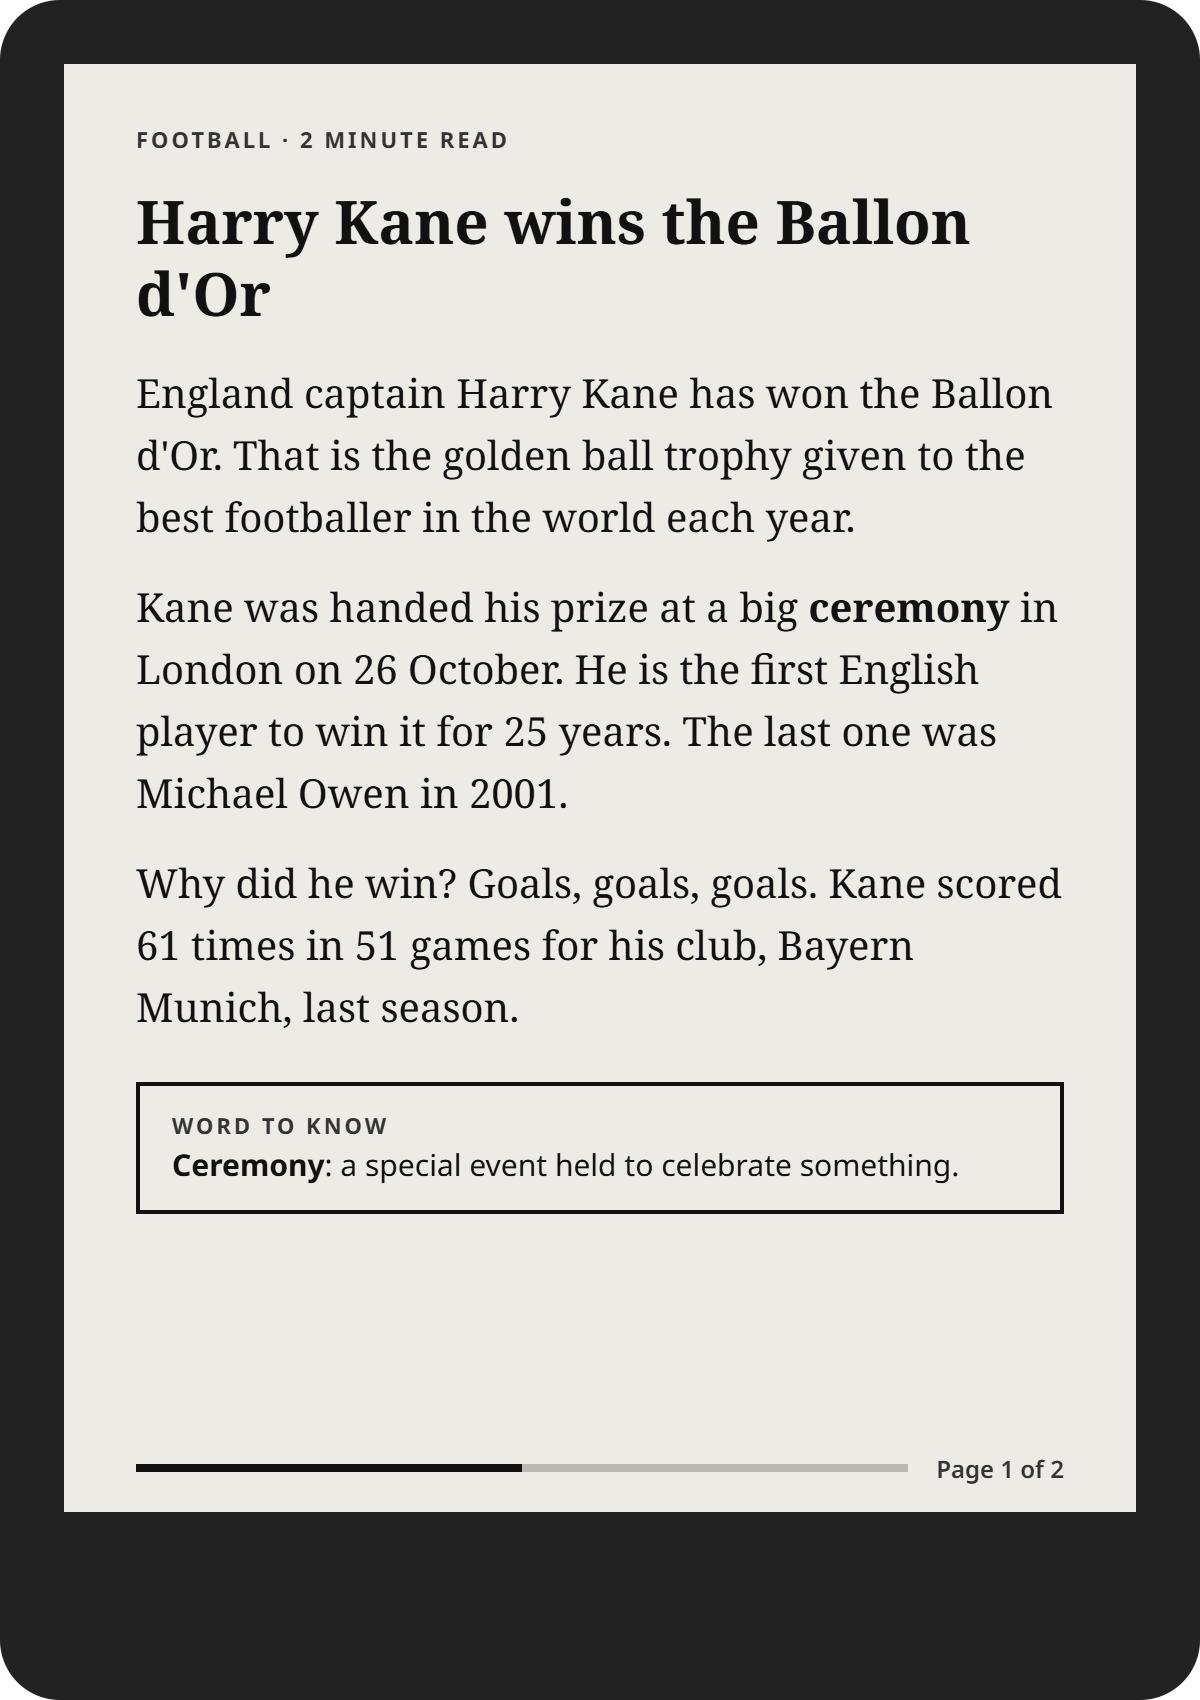 FOOTBALL · 2 MINUTE READ
Harry Kane wins the Ballon
d'Or
England captain Harry Kane has won the Ballon
d'Or. That is the golden ball trophy given to the
best footballer in the world each year.
Kane was handed his prize at a big ceremony in
London on 26 October. He is the first English
player to win it for 25 years. The last one was
Michael Owen in 2001.
Why did he win? Goals, goals, goals. Kane scored
61 times in 51 games for his club, Bayern
Munich, last season.
WORD TO KNOW
Ceremony: a special event held to celebrate something.
Page 1 of 2